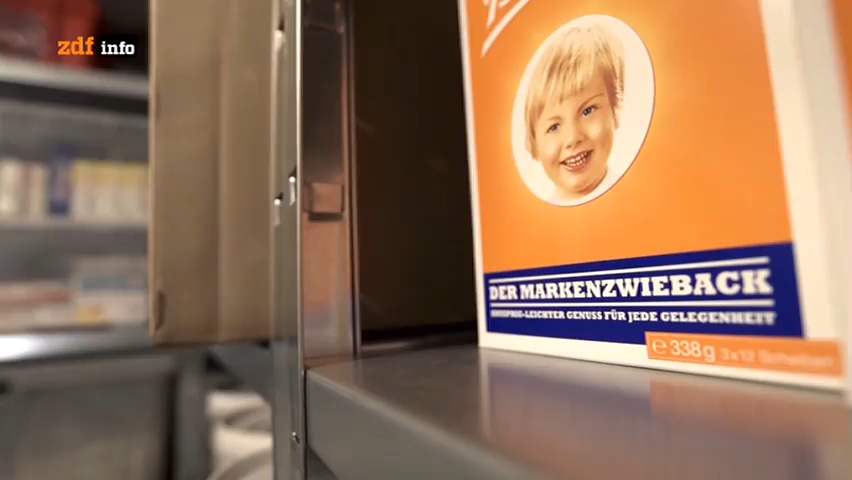 zdf info
DER MARKENZWIEBACK
KNUSPRIG-LEICHTER GENUSS FÜR JEDE GELEGENHEIT
℮ 338g 3x12 Scheiben